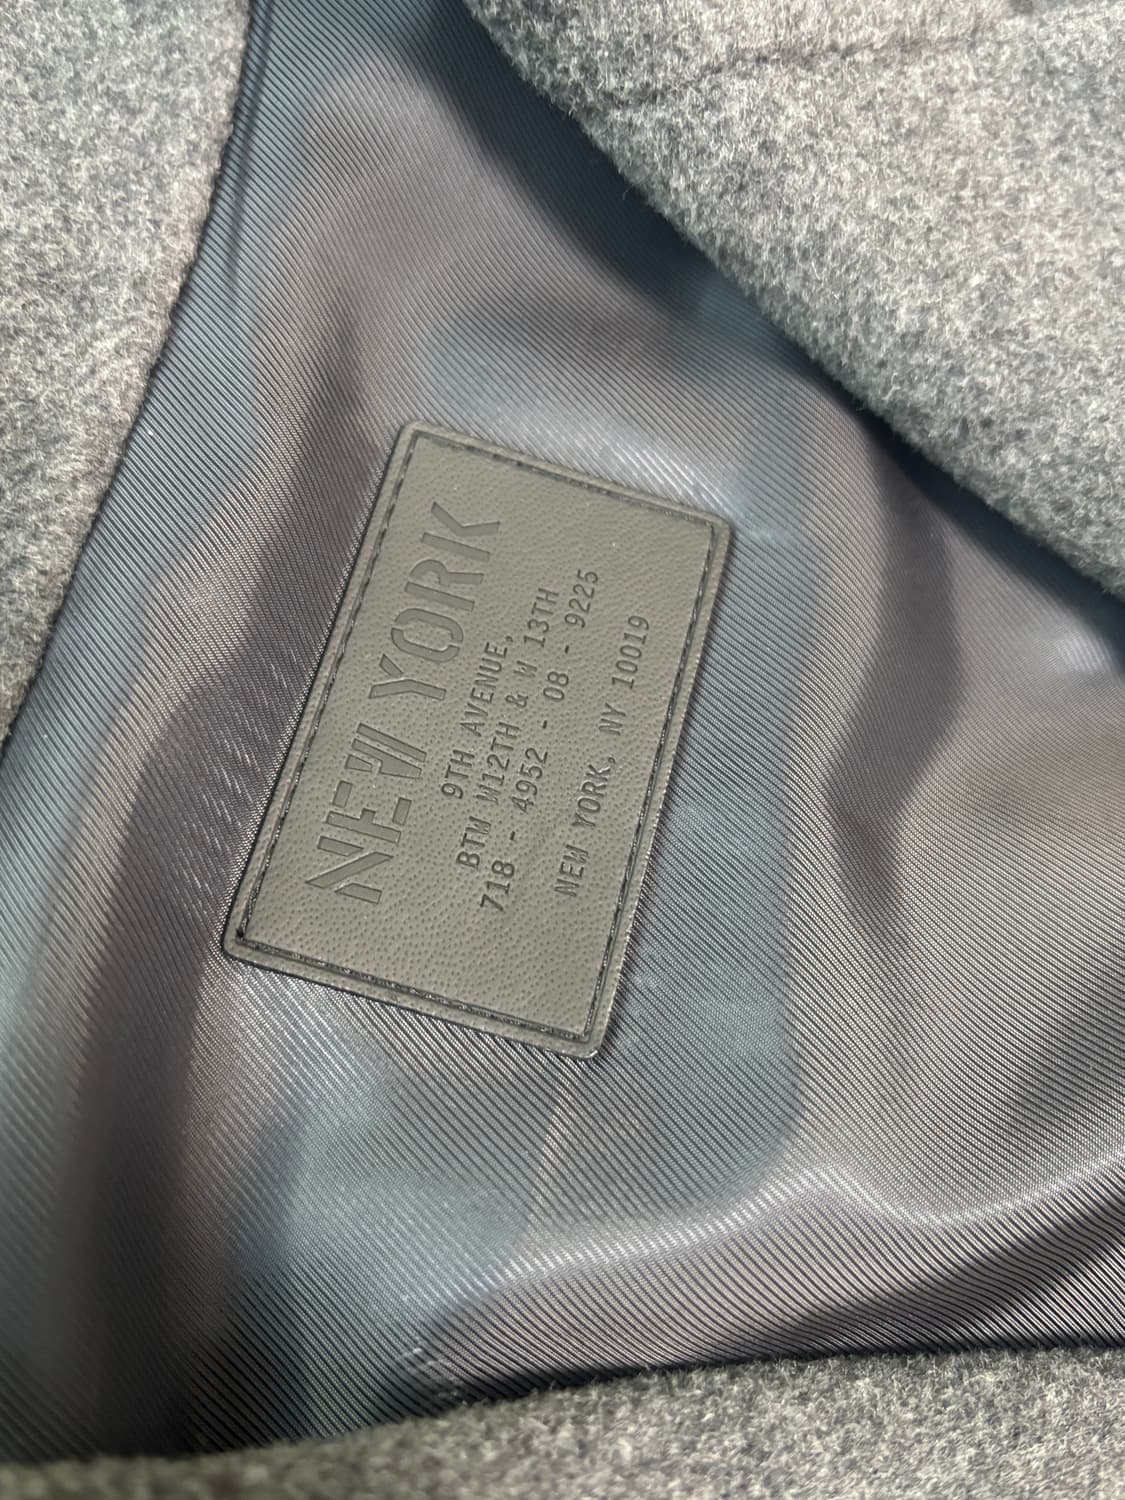 NEW YORK
9TH AVENUE,
BTW W12TH & W 13TH
718 - 4952 - 08 - 9225
NEW YORK, NY 10019